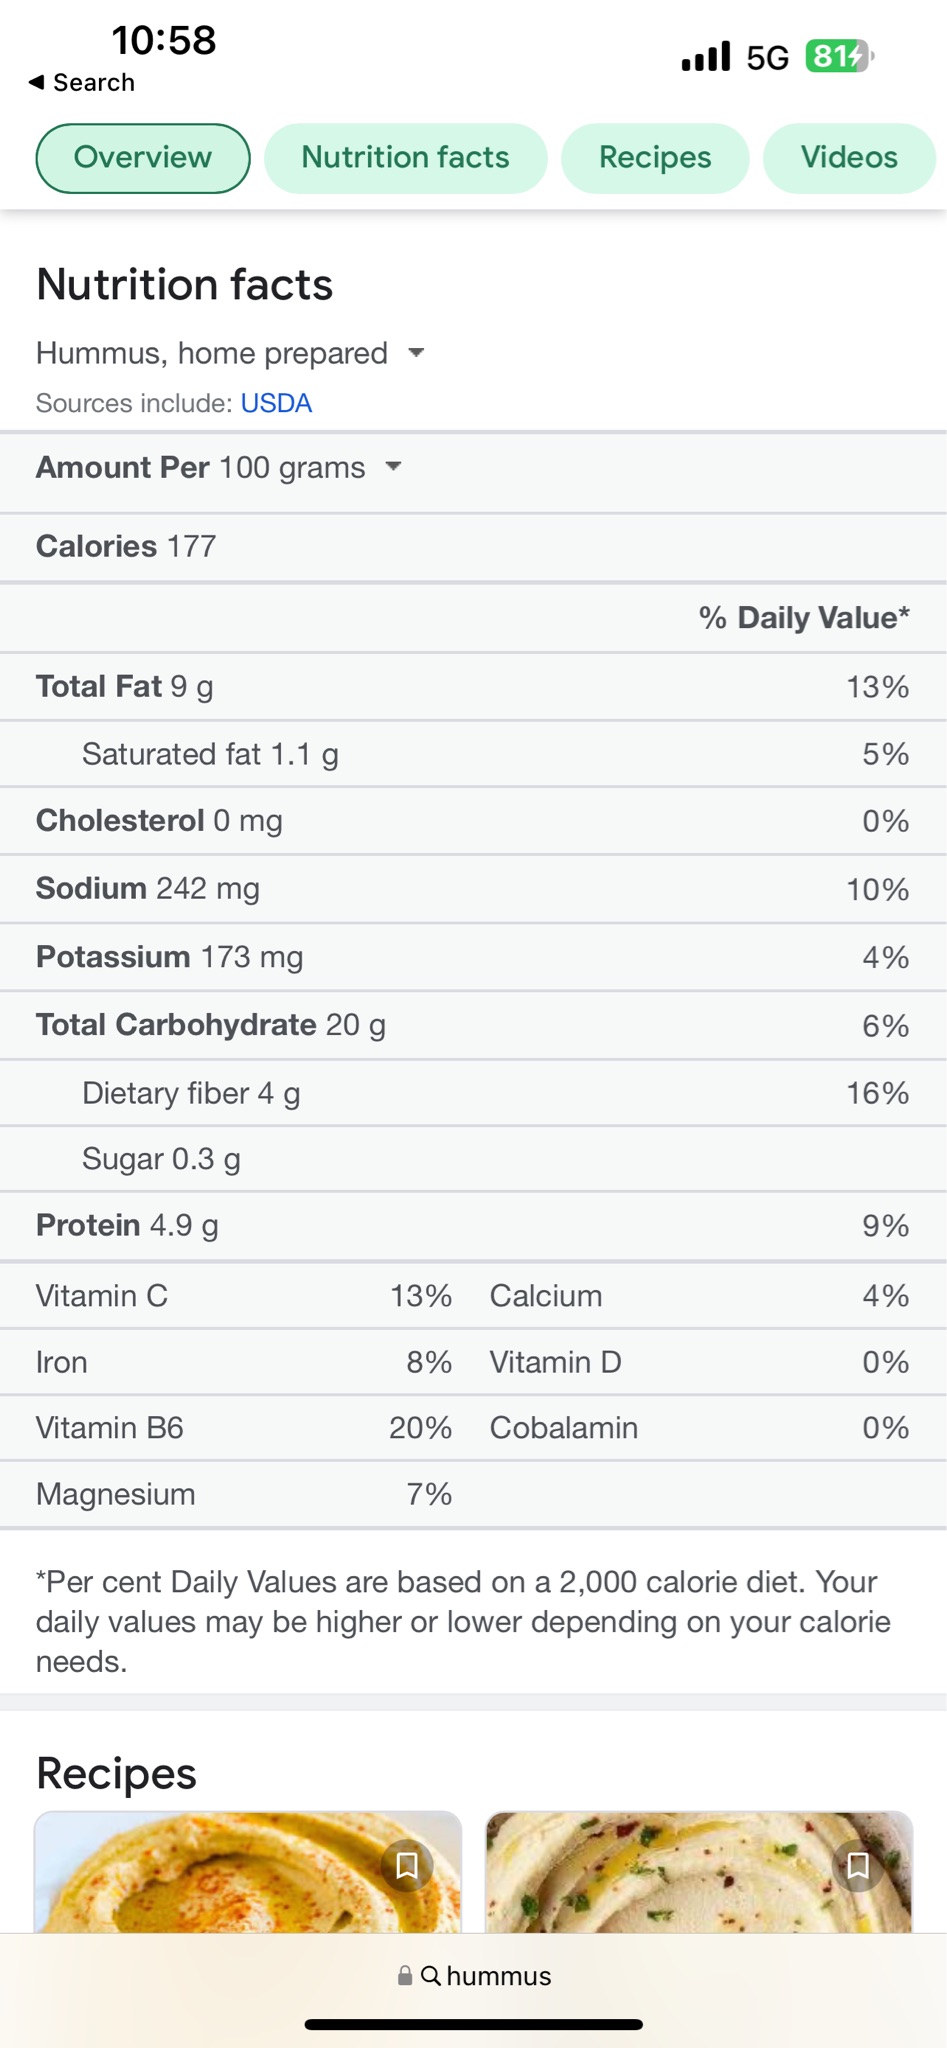 10:58
5G 81
Search
Overview Nutrition facts Recipes Videos
Nutrition facts
Hummus, home prepared
Sources include: USDA
Amount Per 100 grams
Calories 177
% Daily Value*
Total Fat 9 g 13%
Saturated fat 1.1 g 5%
Cholesterol 0 mg 0%
Sodium 242 mg 10%
Potassium 173 mg 4%
Total Carbohydrate 20 g 6%
Dietary fiber 4 g 16%
Sugar 0.3 g
Protein 4.9 g 9%
Vitamin C 13% Calcium 4%
Iron 8% Vitamin D 0%
Vitamin B6 20% Cobalamin 0%
Magnesium 7%
*Per cent Daily Values are based on a 2,000 calorie diet. Your
daily values may be higher or lower depending on your calorie
needs.
Recipes
hummus